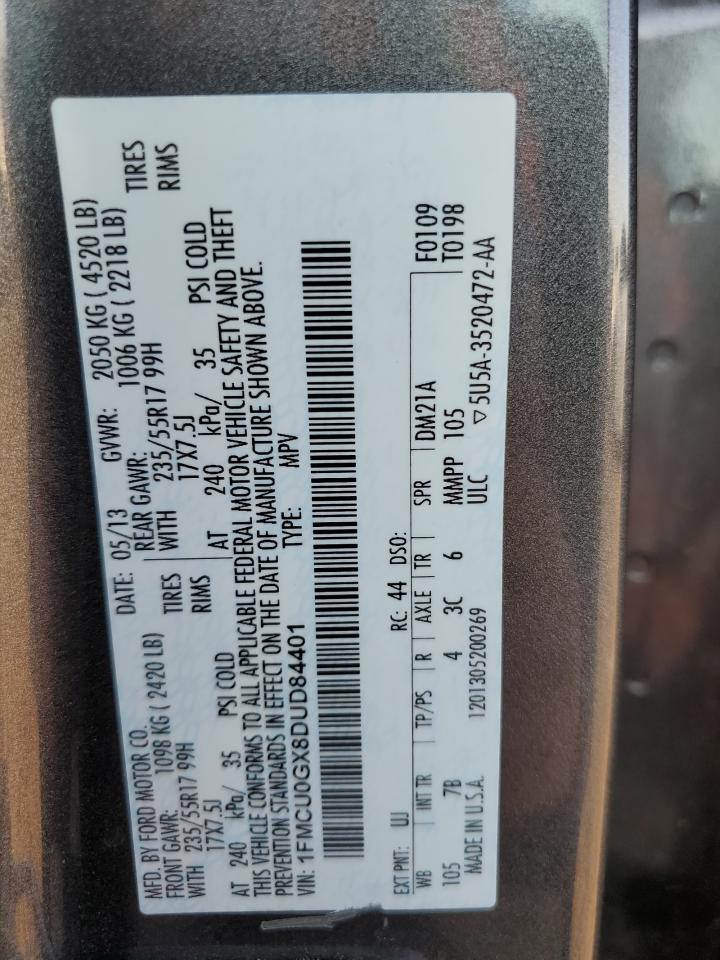 MFD. BY FORD MOTOR CO. DATE: 05/13 GVWR: 2050 KG ( 4520 LB)
FRONT GAWR: 1098 KG ( 2420 LB) REAR GAWR: 1006 KG ( 2218 LB)
WITH 235/55R17 99H TIRES WITH 235/55R17 99H TIRES
17X7.5J RIMS 17X7.5J RIMS
AT 240 kPa/ 35 PSI COLD AT 240 kPa/ 35 PSI COLD
THIS VEHICLE CONFORMS TO ALL APPLICABLE FEDERAL MOTOR VEHICLE SAFETY AND THEFT
PREVENTION STANDARDS IN EFFECT ON THE DATE OF MANUFACTURE SHOWN ABOVE.
VIN: 1FMCU0GX8DUD84401 TYPE: MPV
EXT PNT: UJ RC: 44 DSO: F0109
WB INT TR TP/PS R AXLE TR SPR DM21A T0198
105 7B 4 3C 6 MMPP 105
MADE IN U.S.A. 1201305200269 ULC ▽ 5U5A-3520472-AA